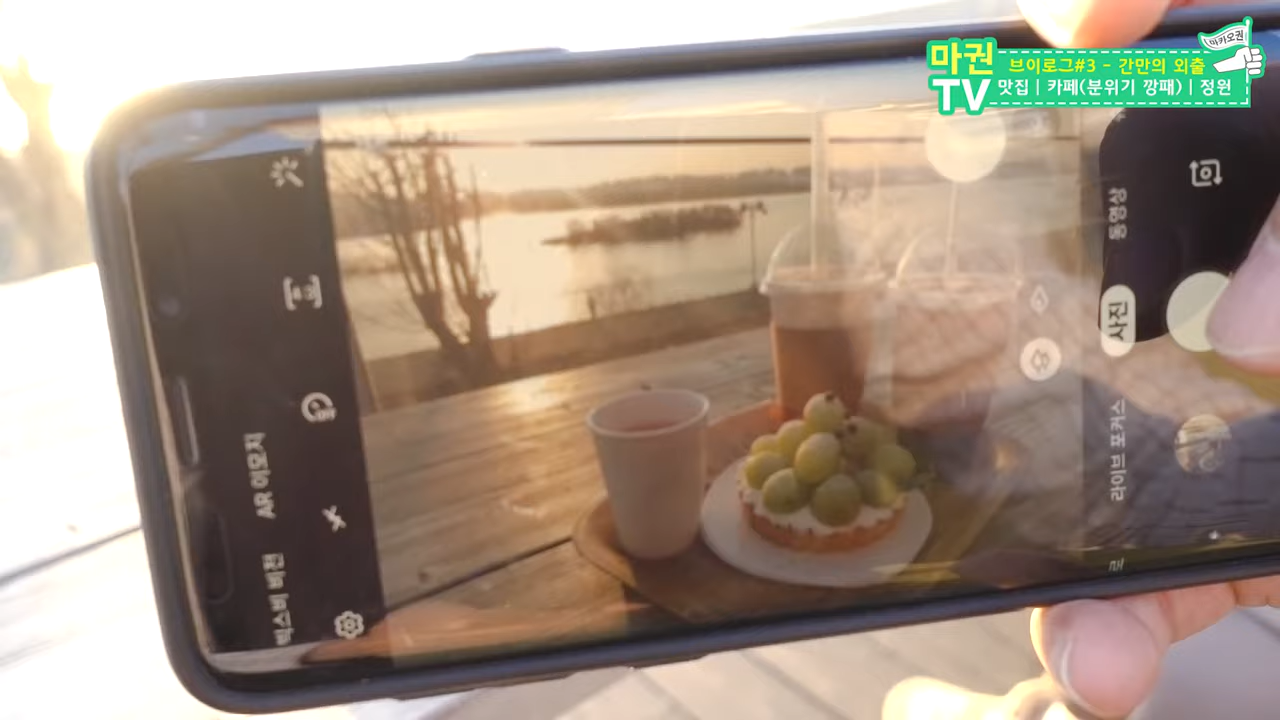 마권
TV
브이로그#3 - 간만의 외출
맛집 | 카페(분위기 깡패) | 정원
마카오권
빅스비 비전
AR 이모지
동영상
사진
라이브 포커스